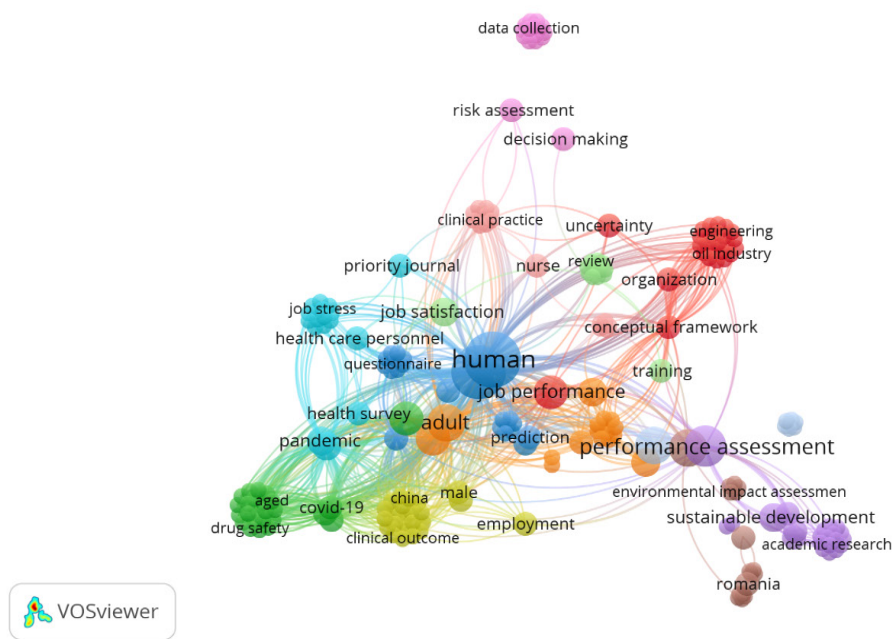 data collection
risk assessment
decision making
clinical practice
uncertainty
engineering
oil industry
priority journal
nurse
review
organization
job stress
job satisfaction
conceptual framework
health care personnel
questionnaire
human
training
job performance
health survey
adult
pandemic
prediction
performance assessment
aged
china
male
environmental impact assessmen
covid-19
drug safety
employment
sustainable development
clinical outcome
academic research
romania
VOSviewer